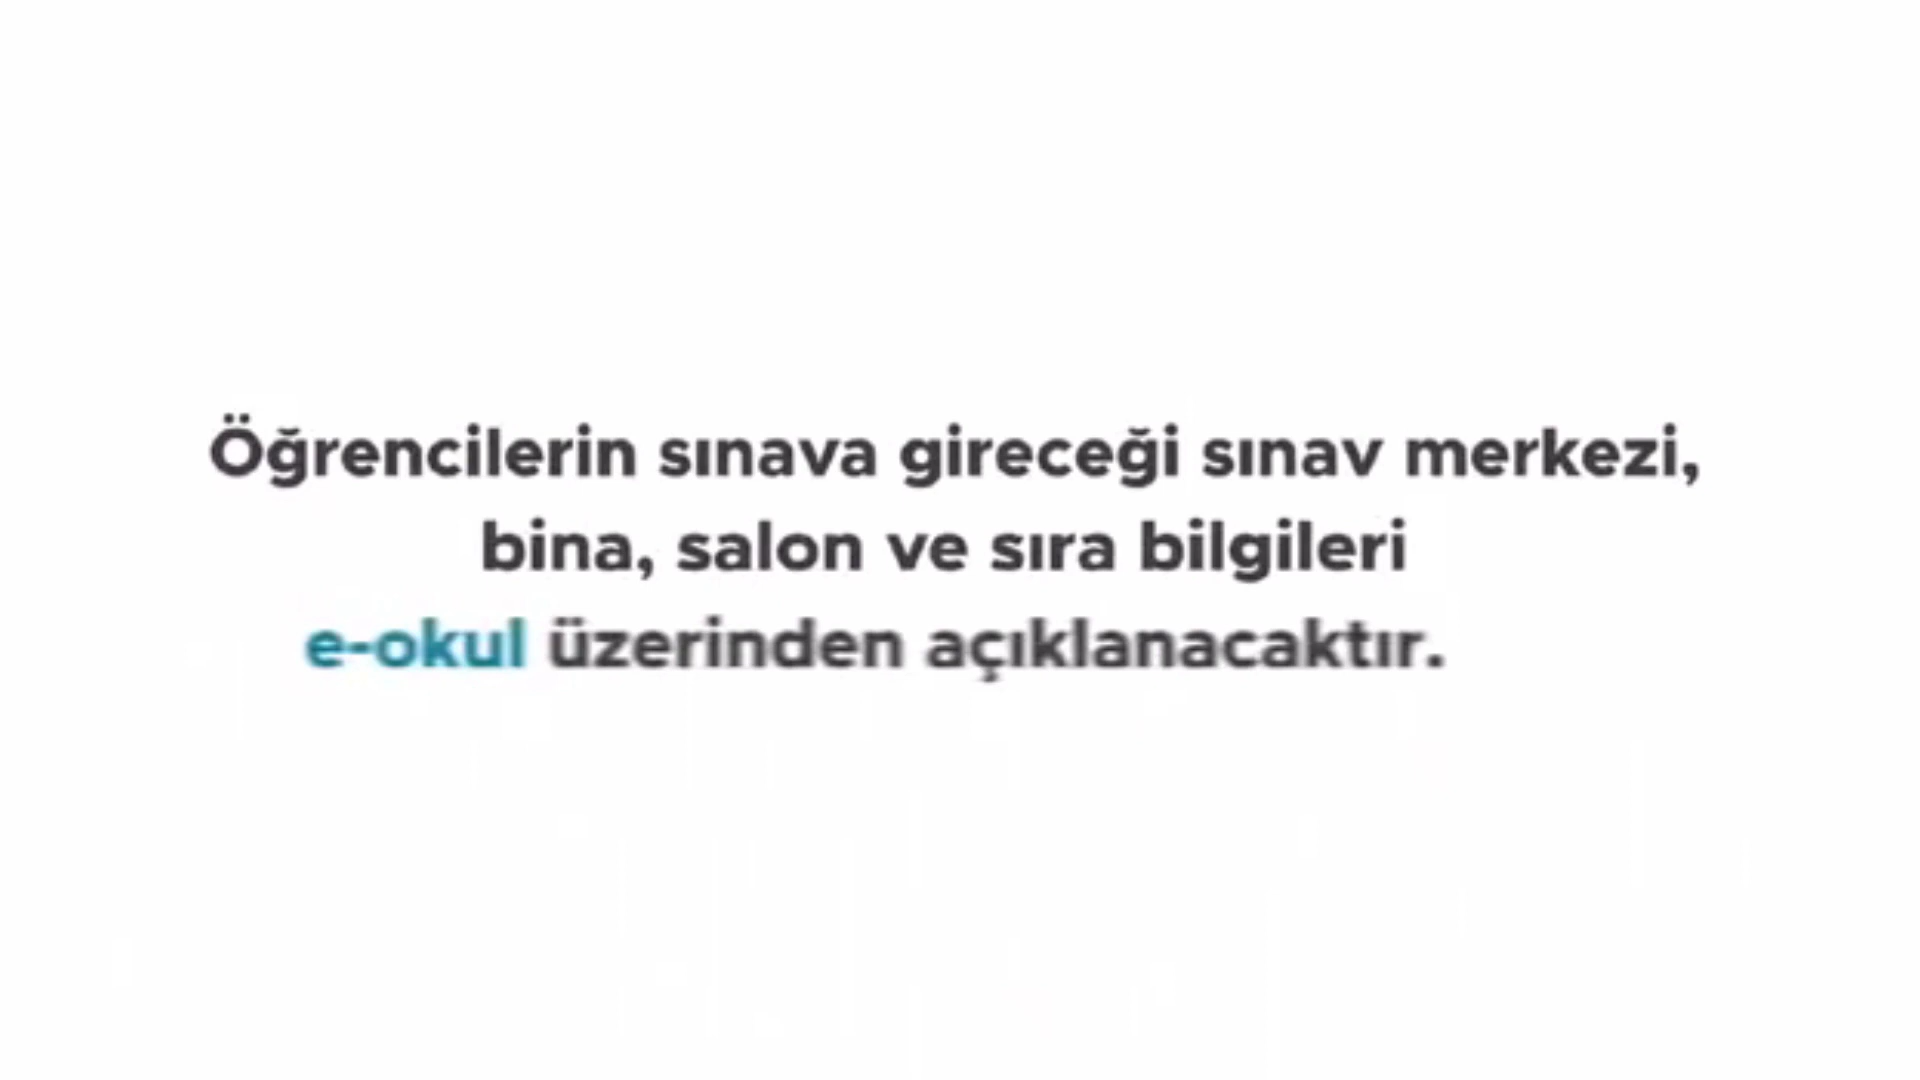 Öğrencilerin sınava gireceği sınav merkezi,
bina, salon ve sıra bilgileri
e-okul üzerinden açıklanacaktır.